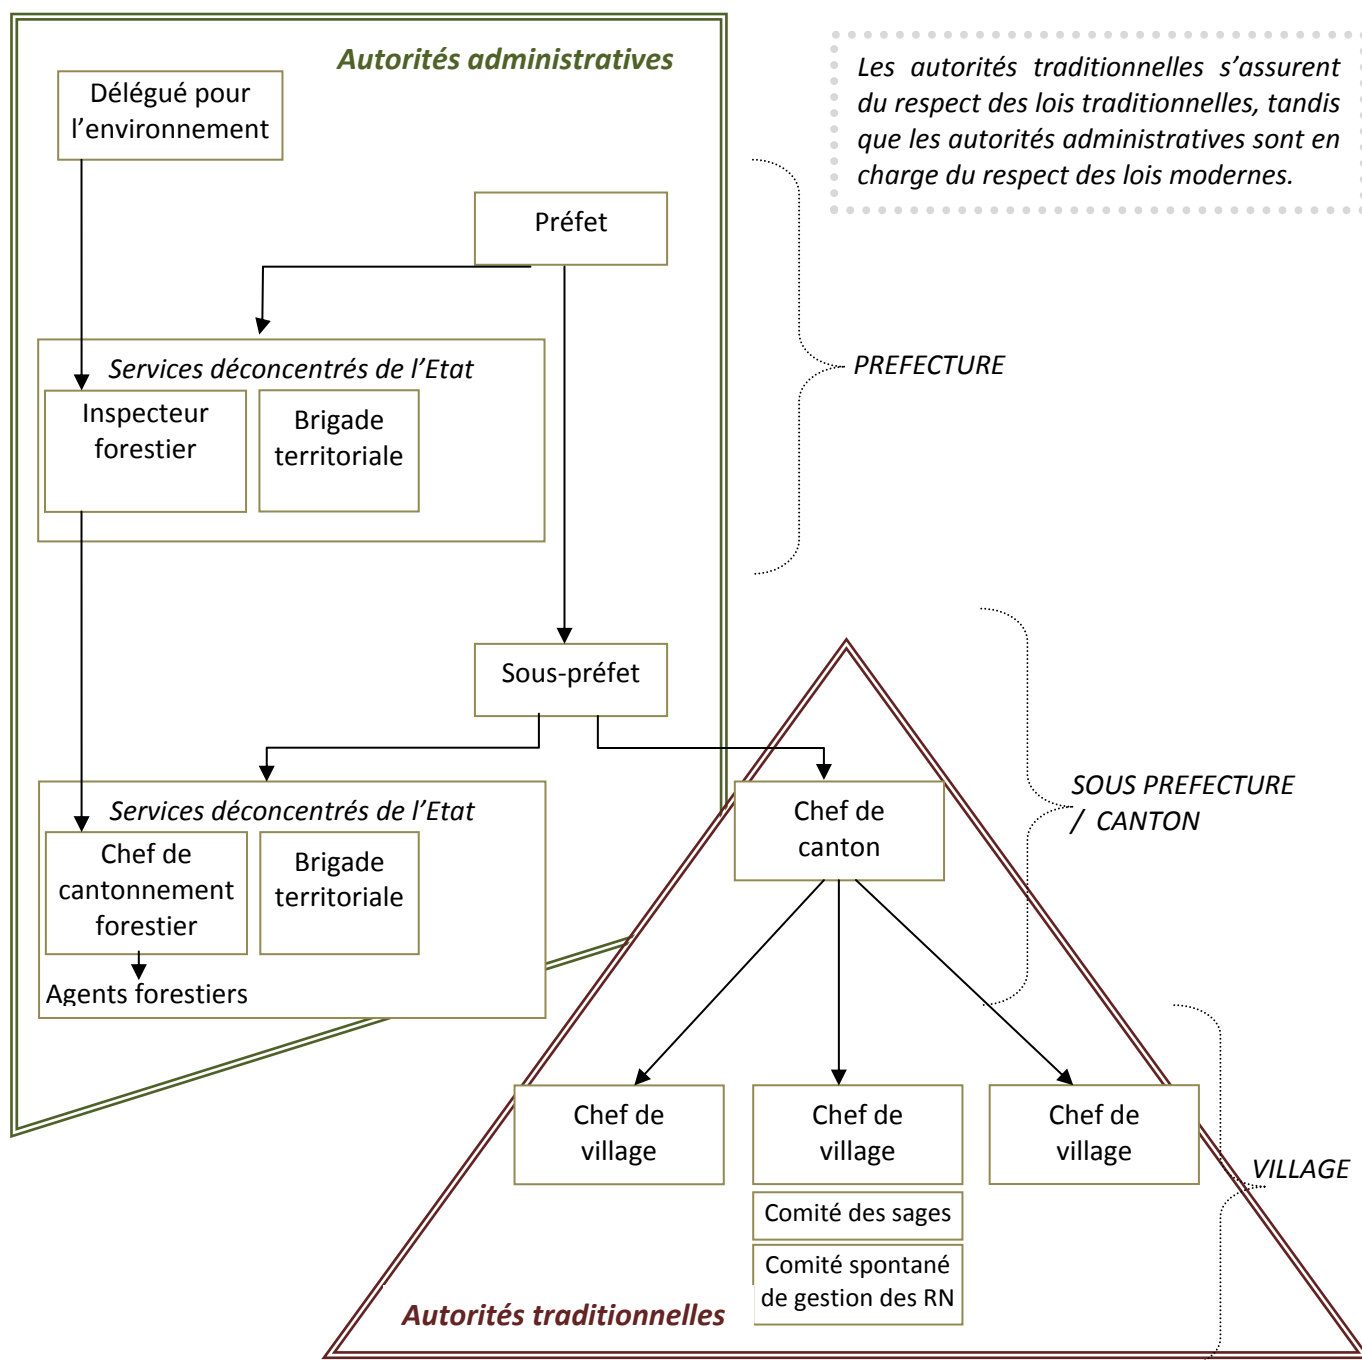 Autorités administratives
Les autorités traditionnelles s'assurent
du respect des lois traditionnelles, tandis
que les autorités administratives sont en
charge du respect des lois modernes.
Délégué pour
l'environnement
Préfet
Services déconcentrés de l'Etat
Inspecteur
forestier
Brigade
territoriale
PREFECTURE
Sous-préfet
Services déconcentrés de l'Etat
Chef de
cantonnement
forestier
Brigade
territoriale
Agents forestiers
Chef de
canton
SOUS PREFECTURE
/ CANTON
Chef de
village
Chef de
village
Chef de
village
VILLAGE
Comité des sages
Comité spontané
de gestion des RN
Autorités traditionnelles